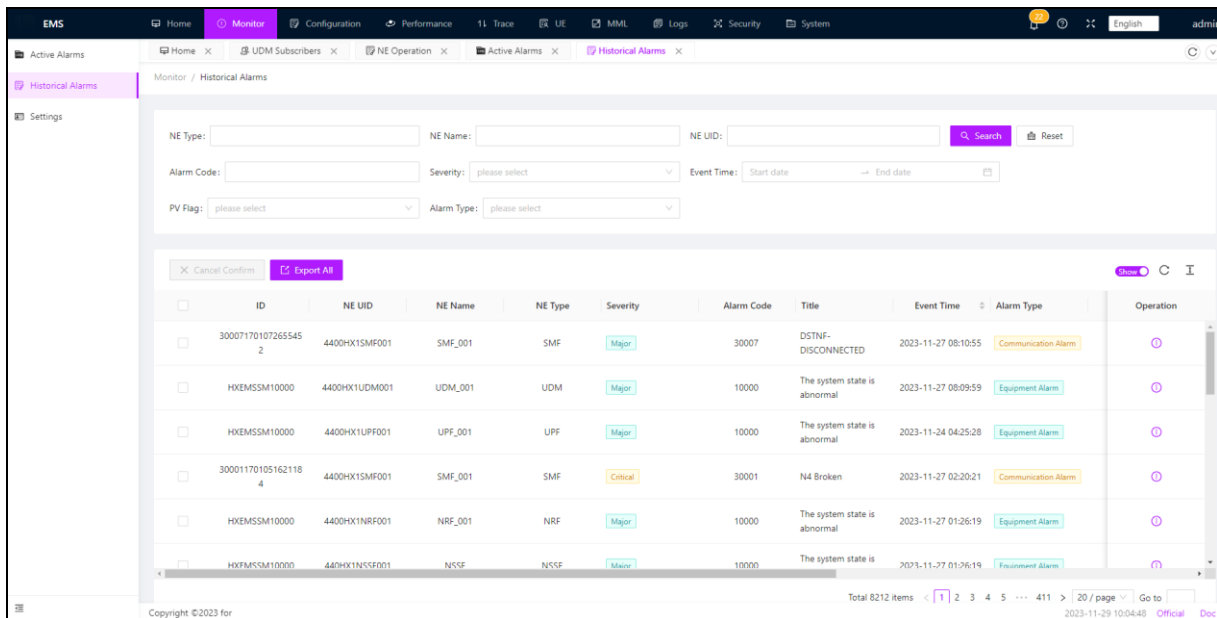 EMS
Home
Monitor
Configuration
Performance
Trace
UE
MML
Logs
Security
System
22
English
admin
Active Alarms
Historical Alarms
Settings
Home
UDM Subscribers
NE Operation
Active Alarms
Historical Alarms
Monitor / Historical Alarms
NE Type:
NE Name:
NE UID:
Search
Reset
Alarm Code:
Severity: please select
Event Time: Start date → End date
PV Flag: please select
Alarm Type: please select
Cancel Confirm
Export All
Show
ID NE UID NE Name NE Type Severity Alarm Code Title Event Time Alarm Type Operation
30007170107265545
2
4400HX1SMF001 SMF_001 SMF Major 30007
DSTNF-
DISCONNECTED
2023-11-27 08:10:55 Communication Alarm
HXEMSSM10000 4400HX1UDM001 UDM_001 UDM Major 10000
The system state is
abnormal
2023-11-27 08:09:59 Equipment Alarm
HXEMSSM10000 4400HX1UPF001 UPF_001 UPF Major 10000
The system state is
abnormal
2023-11-24 04:25:28 Equipment Alarm
30001170105162118
4
4400HX1SMF001 SMF_001 SMF Critical 30001 N4 Broken 2023-11-27 02:20:21 Communication Alarm
HXEMSSM10000 4400HX1NRF001 NRF_001 NRF Major 10000
The system state is
abnormal
2023-11-27 01:26:19 Equipment Alarm
HXEMSSM10000 440HX1NSSF001 NSSF NSSF Major 10000
The system state is
2023-11-27 01:26:19 Equipment Alarm
Total 8212 items < 1 2 3 4 5 ··· 411 > 20 / page Go to
Copyright ©2023 for
2023-11-29 10:04:48 Official Doc